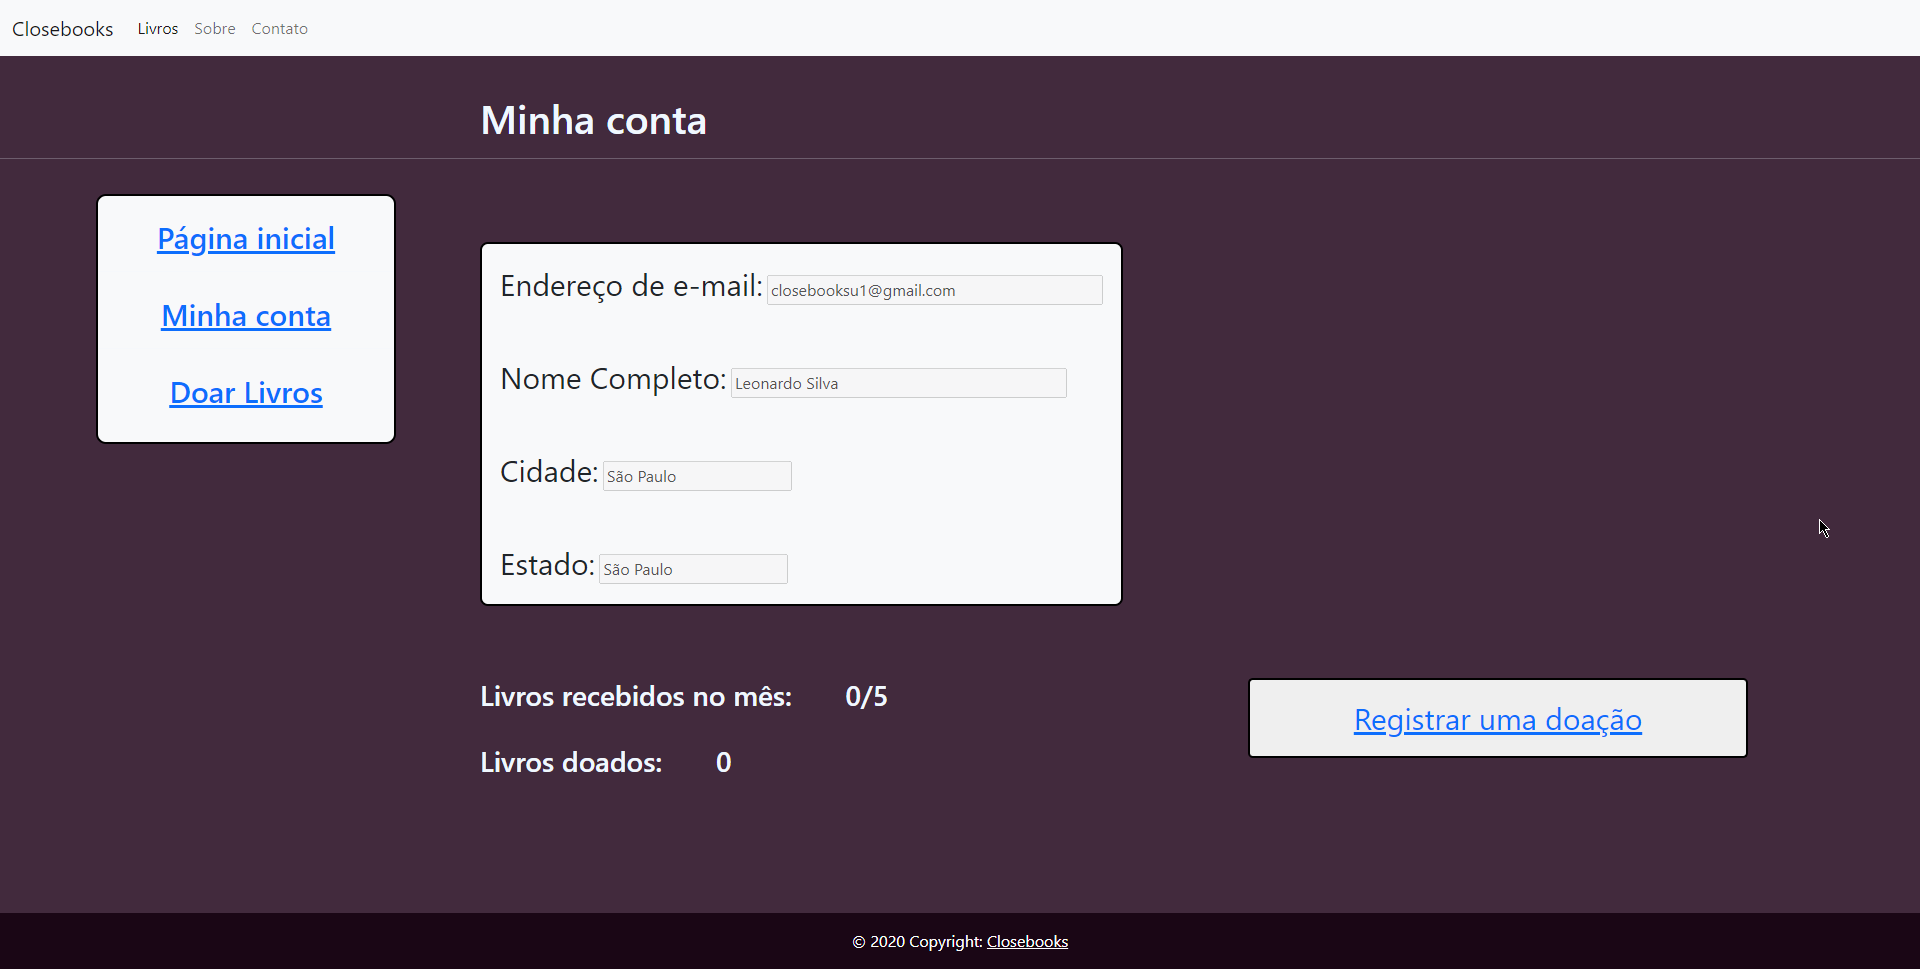 Closebooks Livros Sobre Contato
Minha conta
Página inicial
Minha conta
Doar Livros
Endereço de e-mail: closebooksu1@gmail.com
Nome Completo: Leonardo Silva
Cidade: São Paulo
Estado: São Paulo
Livros recebidos no mês: 0/5
Livros doados: 0
Registrar uma doação
© 2020 Copyright: Closebooks